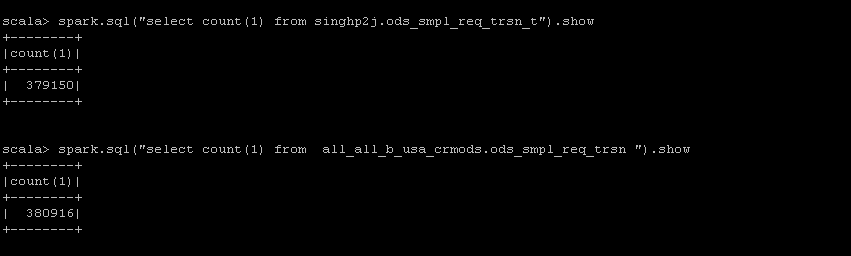 scala> spark.sql("select count(1) from singhp2j.ods_smpl_req_trsn_t").show
+--------+
|count(1)|
+--------+
|  379150|
+--------+
scala> spark.sql("select count(1) from  all_all_b_usa_crmods.ods_smpl_req_trsn ").show
+--------+
|count(1)|
+--------+
|  380916|
+--------+